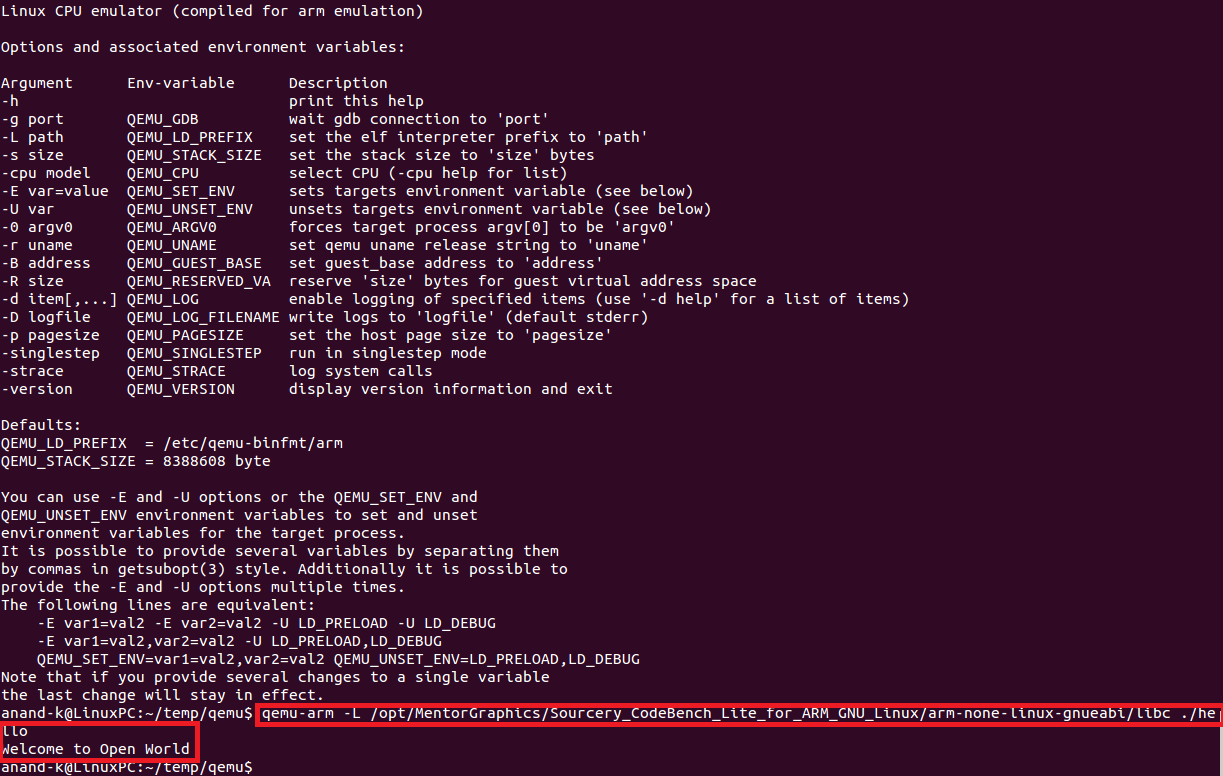 Linux CPU emulator (compiled for arm emulation)
Options and associated environment variables:
Argument      Env-variable      Description
-h                              print this help
-g port       QEMU_GDB          wait gdb connection to 'port'
-L path       QEMU_LD_PREFIX    set the elf interpreter prefix to 'path'
-s size       QEMU_STACK_SIZE   set the stack size to 'size' bytes
-cpu model    QEMU_CPU          select CPU (-cpu help for list)
-E var=value  QEMU_SET_ENV      sets targets environment variable (see below)
-U var        QEMU_UNSET_ENV    unsets targets environment variable (see below)
-0 argv0      QEMU_ARGV0        forces target process argv[0] to be 'argv0'
-r uname      QEMU_UNAME        set qemu uname release string to 'uname'
-B address    QEMU_GUEST_BASE   set guest_base address to 'address'
-R size       QEMU_RESERVED_VA  reserve 'size' bytes for guest virtual address space
-d item[,...] QEMU_LOG          enable logging of specified items (use '-d help' for a list of items)
-D logfile    QEMU_LOG_FILENAME write logs to 'logfile' (default stderr)
-p pagesize   QEMU_PAGESIZE     set the host page size to 'pagesize'
-singlestep   QEMU_SINGLESTEP   run in singlestep mode
-strace       QEMU_STRACE       log system calls
-version      QEMU_VERSION      display version information and exit
Defaults:
QEMU_LD_PREFIX  = /etc/qemu-binfmt/arm
QEMU_STACK_SIZE = 8388608 byte
You can use -E and -U options or the QEMU_SET_ENV and
QEMU_UNSET_ENV environment variables to set and unset
environment variables for the target process.
It is possible to provide several variables by separating them
by commas in getsubopt(3) style. Additionally it is possible to
provide the -E and -U options multiple times.
The following lines are equivalent:
    -E var1=val2 -E var2=val2 -U LD_PRELOAD -U LD_DEBUG
    -E var1=val2,var2=val2 -U LD_PRELOAD,LD_DEBUG
    QEMU_SET_ENV=var1=val2,var2=val2 QEMU_UNSET_ENV=LD_PRELOAD,LD_DEBUG
Note that if you provide several changes to a single variable
the last change will stay in effect.
anand-k@LinuxPC:~/temp/qemu$ qemu-arm -L /opt/MentorGraphics/Sourcery_CodeBench_Lite_for_ARM_GNU_Linux/arm-none-linux-gnueabi/libc ./he
llo
Welcome to Open World
anand-k@LinuxPC:~/temp/qemu$